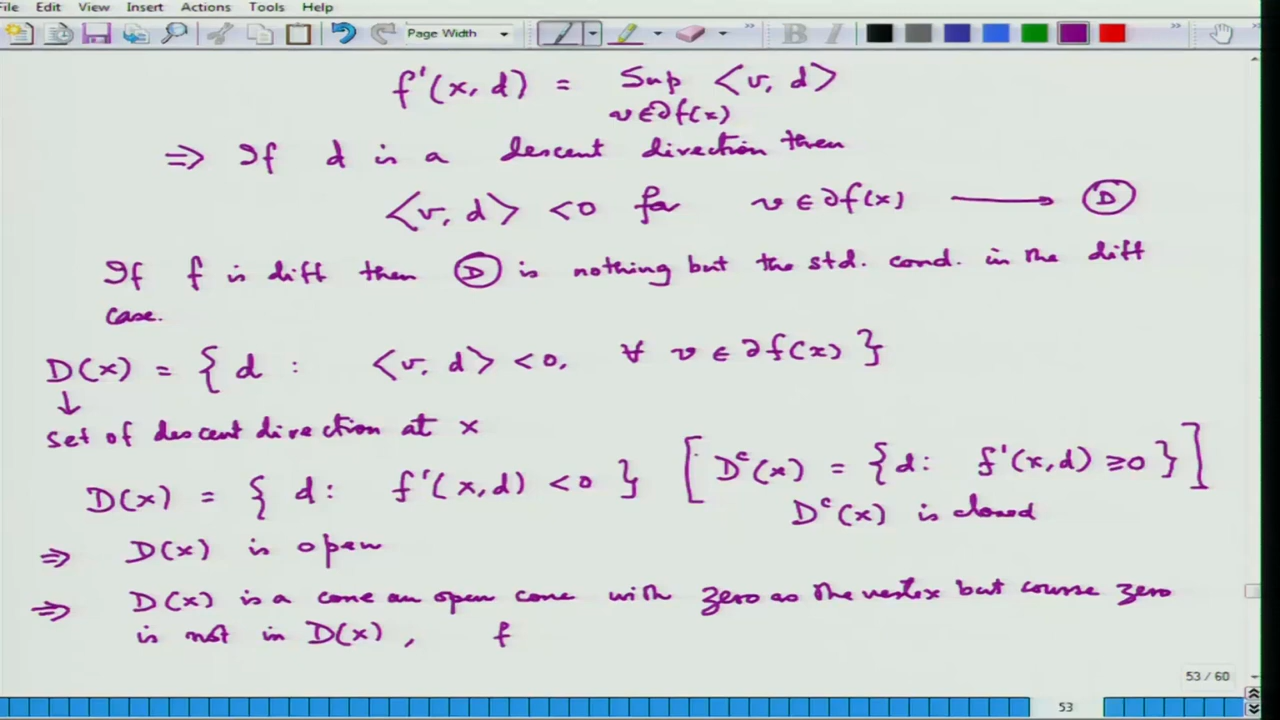 File Edit View Insert Actions Tools Help
Page Width
f'(x, d) = Sup <v, d>
v∈∂f(x)
⇒ If d is a descent direction then
<v, d> <0 for v ∈ ∂f(x) → D
If f is diff then D is nothing but the std. cond. in the diff
case.
D(x) = { d : <v, d> <0, ∀ v ∈ ∂f(x) }
↓
set of descent direction at x
D(x) = { d : f'(x,d) <0 } [ Dᶜ(x) = { d : f'(x,d) ≥0 } ]
Dᶜ(x) is closed
⇒ D(x) is open
⇒ D(x) is a cone an open cone with zero as the vertex but course zero
is not in D(x), f
53 / 60
53